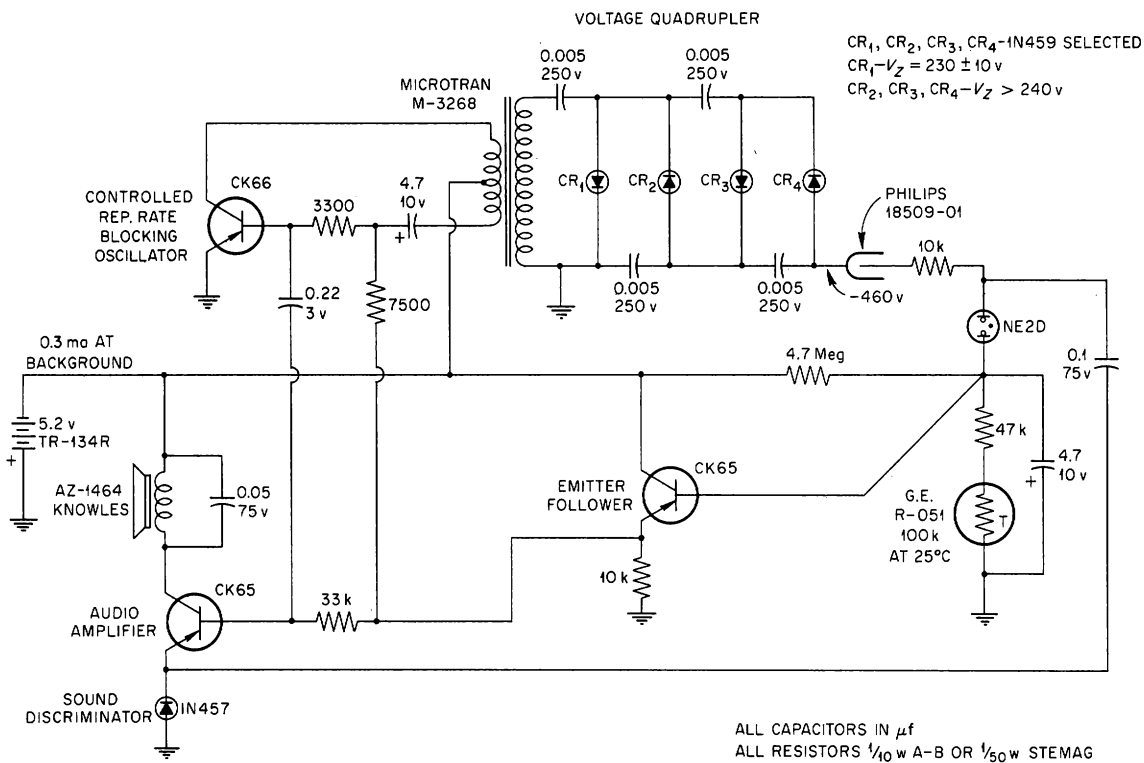 VOLTAGE QUADRUPLER
CR1, CR2, CR3, CR4-1N459 SELECTED
CR1-VZ = 230 ± 10 v
CR2, CR3, CR4-VZ > 240 v
0.005
250 v
0.005
250 v
MICROTRAN
M-3268
CK66
CONTROLLED
REP. RATE
BLOCKING
OSCILLATOR
3300
4.7
10 v
+
CR1
CR2
CR3
CR4
PHILIPS
18509-01
10 k
0.22
3 v
7500
0.005
250 v
0.005
250 v
-460 v
NE2D
0.3 ma AT
BACKGROUND
4.7 Meg
0.1
75 v
5.2 v
TR-134R
+
47 k
4.7
10 v
+
AZ-1464
KNOWLES
0.05
75 v
EMITTER
FOLLOWER
CK65
G.E.
R-051
100k
AT 25°C
T
10 k
AUDIO
AMPLIFIER
CK65
33 k
SOUND
DISCRIMINATOR
IN457
ALL CAPACITORS IN µf
ALL RESISTORS 1/10 w A-B OR 1/50 w STEMAG